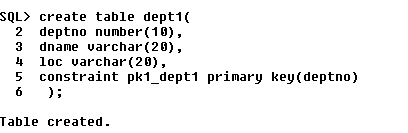 SQL> create table dept1(
  2  deptno number(10),
  3  dname varchar(20),
  4  loc varchar(20),
  5  constraint pk1_dept1 primary key(deptno)
  6   );
Table created.